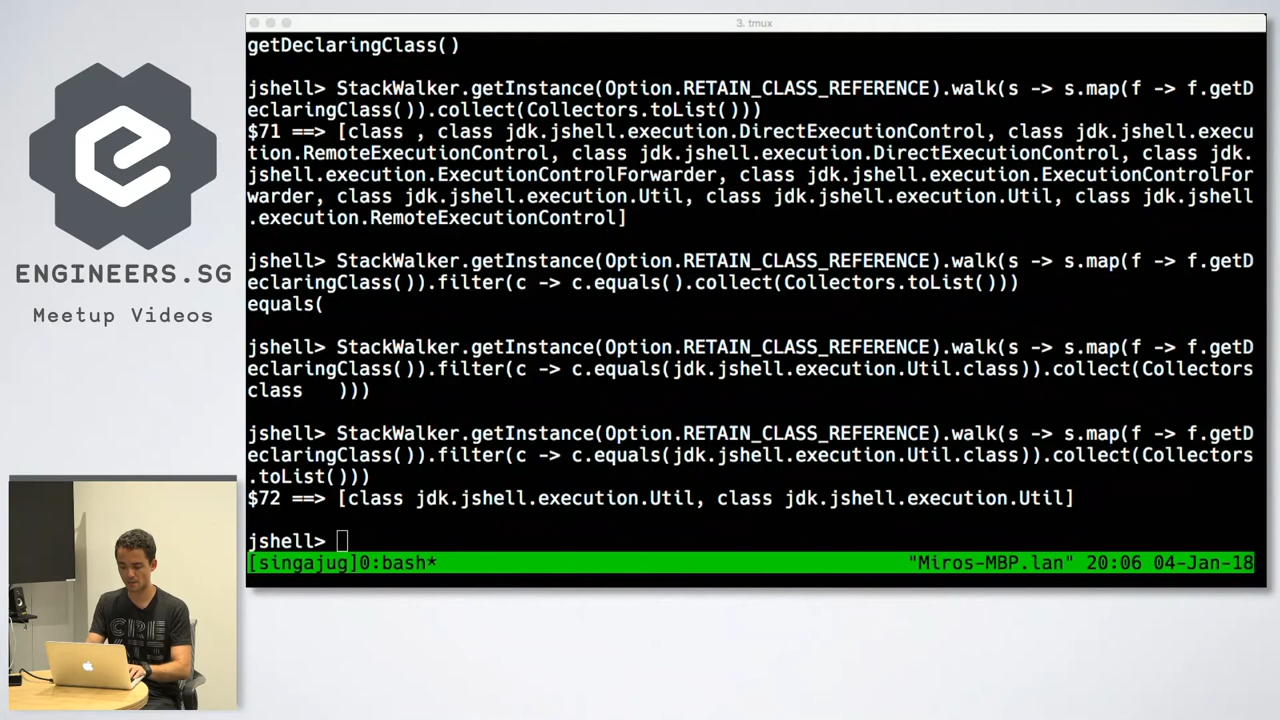 3. tmux
getDeclaringClass()
jshell> StackWalker.getInstance(Option.RETAIN_CLASS_REFERENCE).walk(s -> s.map(f -> f.getD
eclaringClass()).collect(Collectors.toList()))
$71 ==> [class , class jdk.jshell.execution.DirectExecutionControl, class jdk.jshell.execu
tion.RemoteExecutionControl, class jdk.jshell.execution.DirectExecutionControl, class jdk.
jshell.execution.ExecutionControlForwarder, class jdk.jshell.execution.ExecutionControlFor
warder, class jdk.jshell.execution.Util, class jdk.jshell.execution.Util, class jdk.jshell
.execution.RemoteExecutionControl]
jshell> StackWalker.getInstance(Option.RETAIN_CLASS_REFERENCE).walk(s -> s.map(f -> f.getD
eclaringClass()).filter(c -> c.equals().collect(Collectors.toList()))
equals(
jshell> StackWalker.getInstance(Option.RETAIN_CLASS_REFERENCE).walk(s -> s.map(f -> f.getD
eclaringClass()).filter(c -> c.equals(jdk.jshell.execution.Util.class)).collect(Collectors
class   )))
jshell> StackWalker.getInstance(Option.RETAIN_CLASS_REFERENCE).walk(s -> s.map(f -> f.getD
eclaringClass()).filter(c -> c.equals(jdk.jshell.execution.Util.class)).collect(Collectors
.toList()))
$72 ==> [class jdk.jshell.execution.Util, class jdk.jshell.execution.Util]
jshell>
[singajug]0:bash* "Miros-MBP.lan" 20:06 04-Jan-18
ENGINEERS.SG
Meetup Videos
CRE
ATE